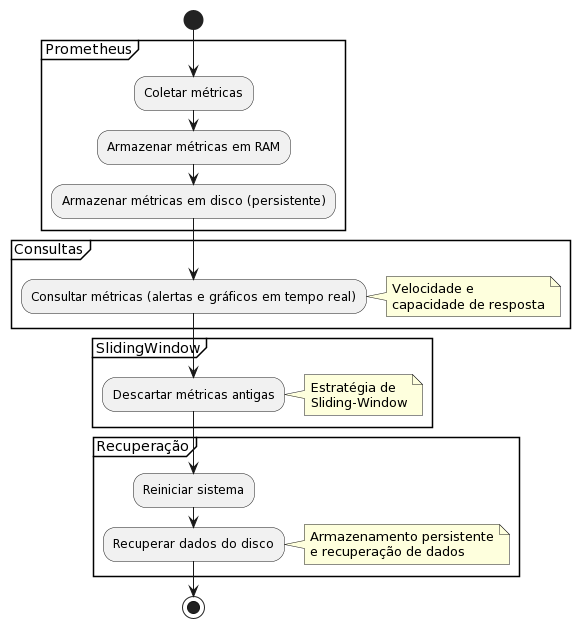 Prometheus
Coletar métricas
Armazenar métricas em RAM
Armazenar métricas em disco (persistente)
Consultas
Consultar métricas (alertas e gráficos em tempo real)
Velocidade e
capacidade de resposta
SlidingWindow
Descartar métricas antigas
Estratégia de
Sliding-Window
Recuperação
Reiniciar sistema
Recuperar dados do disco
Armazenamento persistente
e recuperação de dados